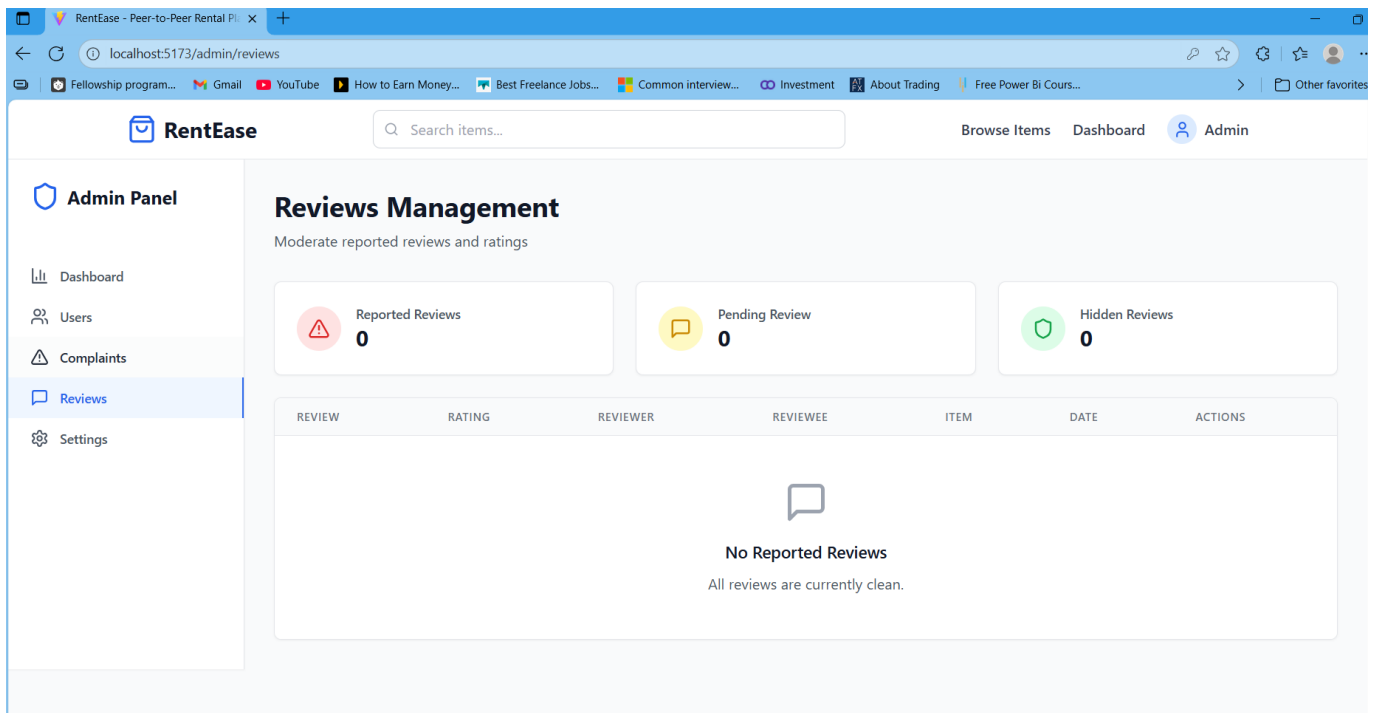 RentEase - Peer-to-Peer Rental Pl
localhost:5173/admin/reviews
Fellowship program... Gmail YouTube How to Earn Money... Best Freelance Jobs... Common interview... Investment About Trading Free Power Bi Cours... Other favorites
RentEase Search items... Browse Items Dashboard Admin
Admin Panel
Dashboard
Users
Complaints
Reviews
Settings
Reviews Management
Moderate reported reviews and ratings
Reported Reviews
0
Pending Review
0
Hidden Reviews
0
REVIEW RATING REVIEWER REVIEWEE ITEM DATE ACTIONS
No Reported Reviews
All reviews are currently clean.